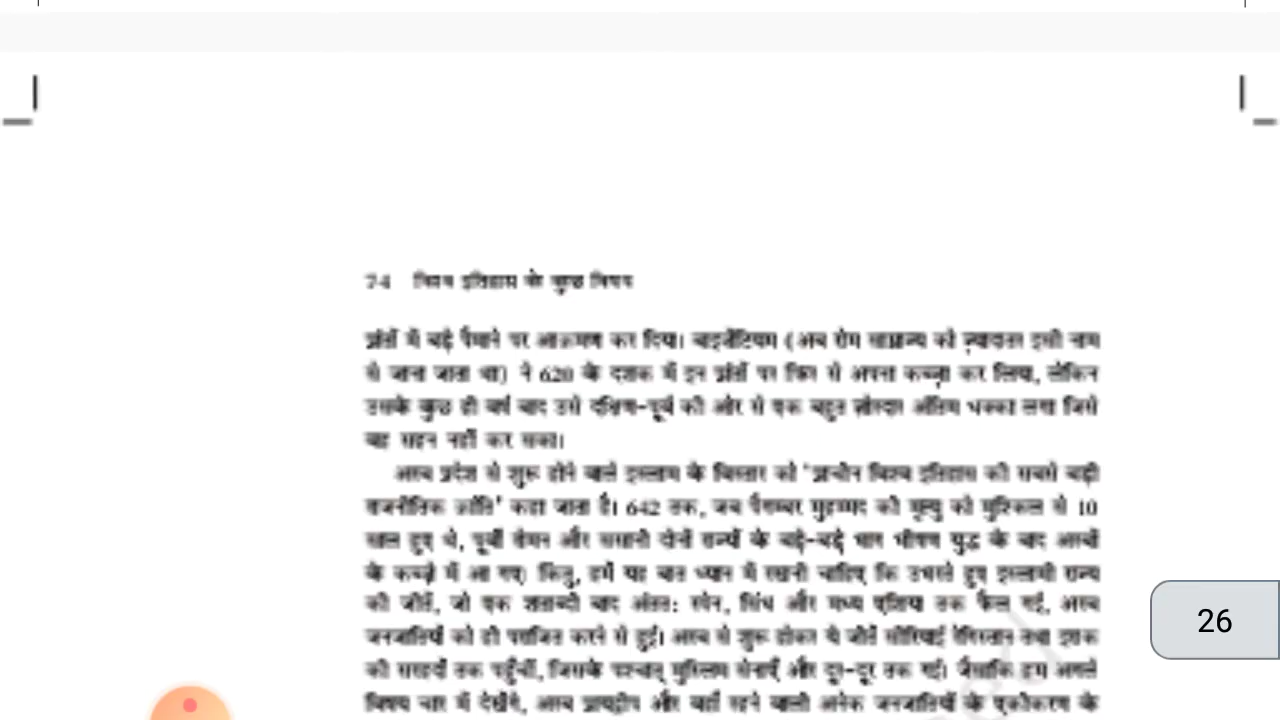 74 विश्व इतिहास के कुछ विषय
प्रांतों में बड़े पैमाने पर आक्रमण कर दिया। बाइज़ेंटियम (अब रोम साम्राज्य को ज़्यादातर इसी नाम
से जाना जाता था) ने 620 के दशक में इन प्रांतों पर फिर से अपना कब्ज़ा कर लिया, लेकिन
उसके कुछ ही वर्ष बाद उसे दक्षिण-पूर्व की ओर से एक बहुत ज़ोरदार अंतिम धक्का लगा जिसे
वह सहन नहीं कर सका।
अरब प्रदेश से शुरू होने वाले इस्लाम के विस्तार को 'प्राचीन विश्व इतिहास की सबसे बड़ी
राजनीतिक क्रांति' कहा जाता है। 642 तक, जब पैगम्बर मुहम्मद की मृत्यु को मुश्किल से 10
साल हुए थे, पूर्वी रोमन और ससानी दोनों राज्यों के बड़े-बड़े भाग भीषण युद्ध के बाद अरबों
के कब्ज़े में आ गए। किंतु, हमें यह बात ध्यान में रखनी चाहिए कि उभरते हुए इस्लामी राज्य
की जीतें, जो एक शताब्दी बाद अंततः स्पेन, सिंध और मध्य एशिया तक फैल गईं, अरब
जनजातियों को ही पराजित करने से हुईं। अरब से शुरू होकर ये जीतें सीरियाई रेगिस्तान तथा इराक
की सरहदों तक पहुँचीं, जिसके पश्चात् मुस्लिम सेनाएँ और दूर-दूर तक गईं। जैसाकि हम अगले
विषय चार में देखेंगे, अरब प्रायद्वीप और वहाँ रहने वाली अनेक जनजातियों के एकीकरण के
26